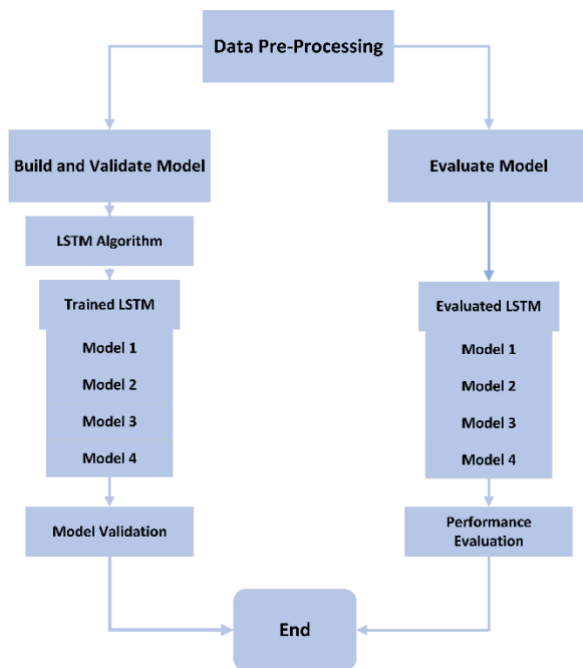 Data Pre-Processing
Build and Validate Model
LSTM Algorithm
Trained LSTM
Model 1
Model 2
Model 3
Model 4
Model Validation
Evaluate Model
Evaluated LSTM
Model 1
Model 2
Model 3
Model 4
Performance
Evaluation
End